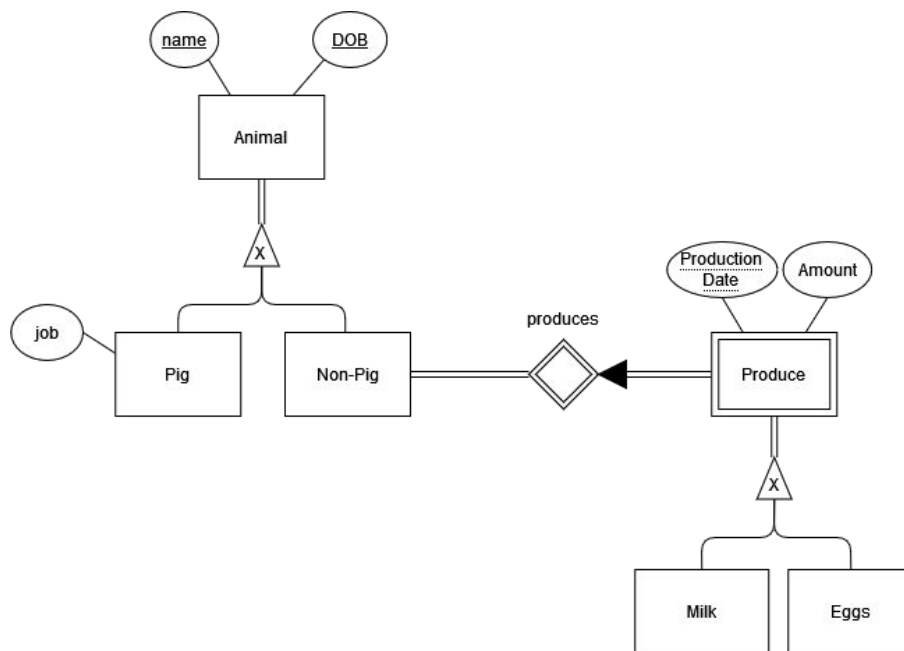 name
DOB
Animal
X
Production
Date
Amount
job
produces
Pig
Non-Pig
Produce
X
Milk
Eggs